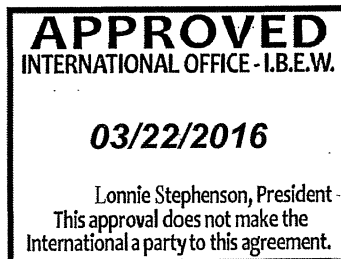 APPROVED
INTERNATIONAL OFFICE - I.B.E.W.
03/22/2016
Lonnie Stephenson, President
This approval does not make the
International a party to this agreement.